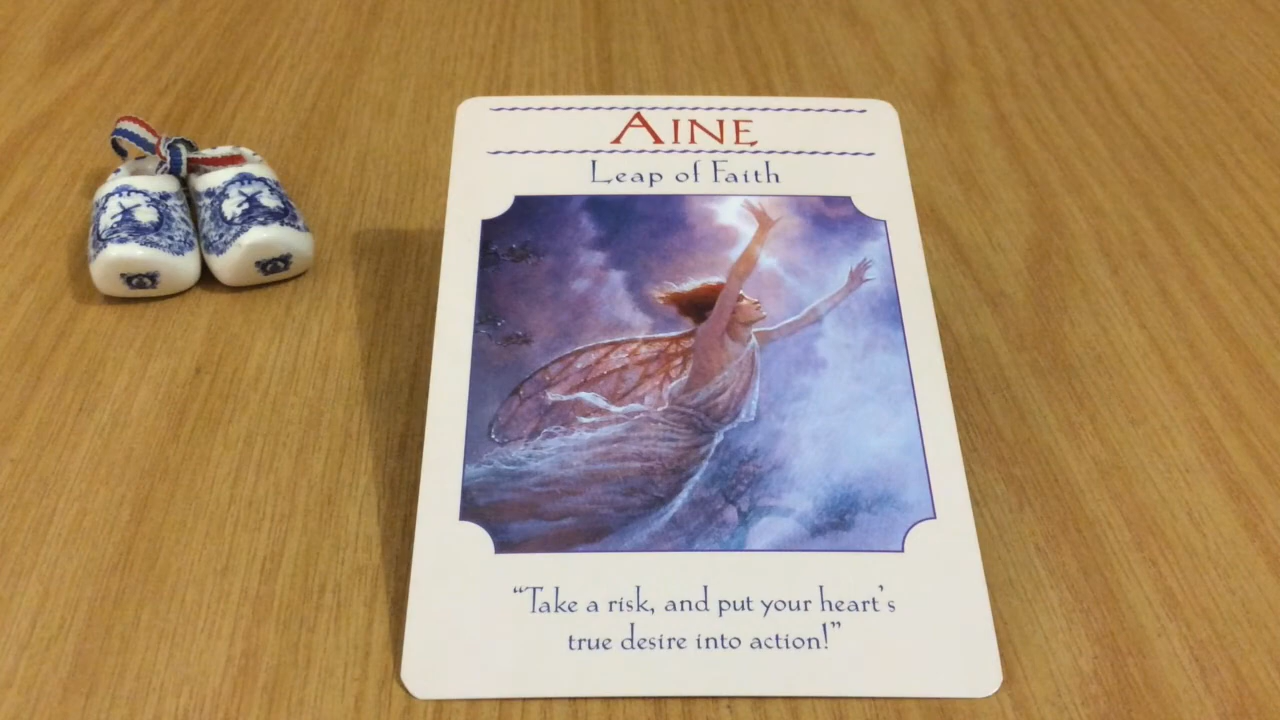 AINE
Leap of Faith
“Take a risk, and put your heart's
true desire into action!”